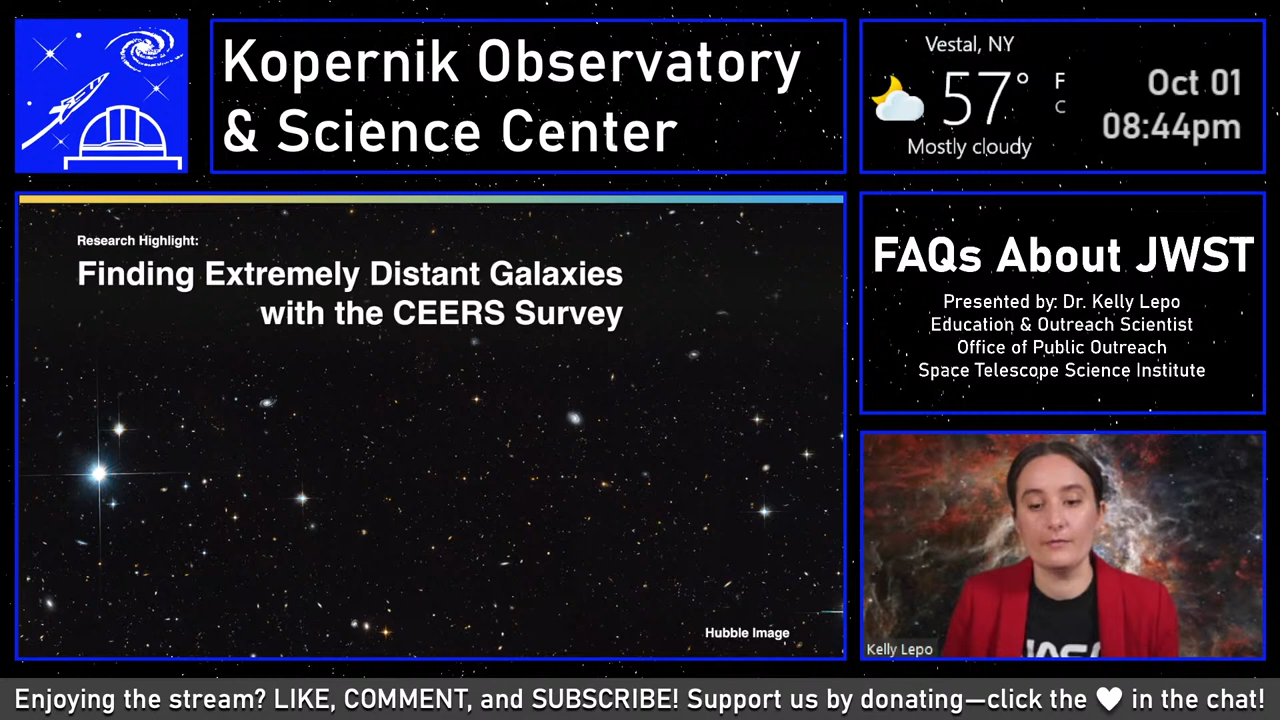 Kopernik Observatory
& Science Center
Vestal, NY
57° F
C
Mostly cloudy
Oct 01
08:44pm
Research Highlight:
Finding Extremely Distant Galaxies
with the CEERS Survey
Hubble Image
FAQs About JWST
Presented by: Dr. Kelly Lepo
Education & Outreach Scientist
Office of Public Outreach
Space Telescope Science Institute
NASA
Kelly Lepo
Enjoying the stream? LIKE, COMMENT, and SUBSCRIBE! Support us by donating—click the ♥ in the chat!